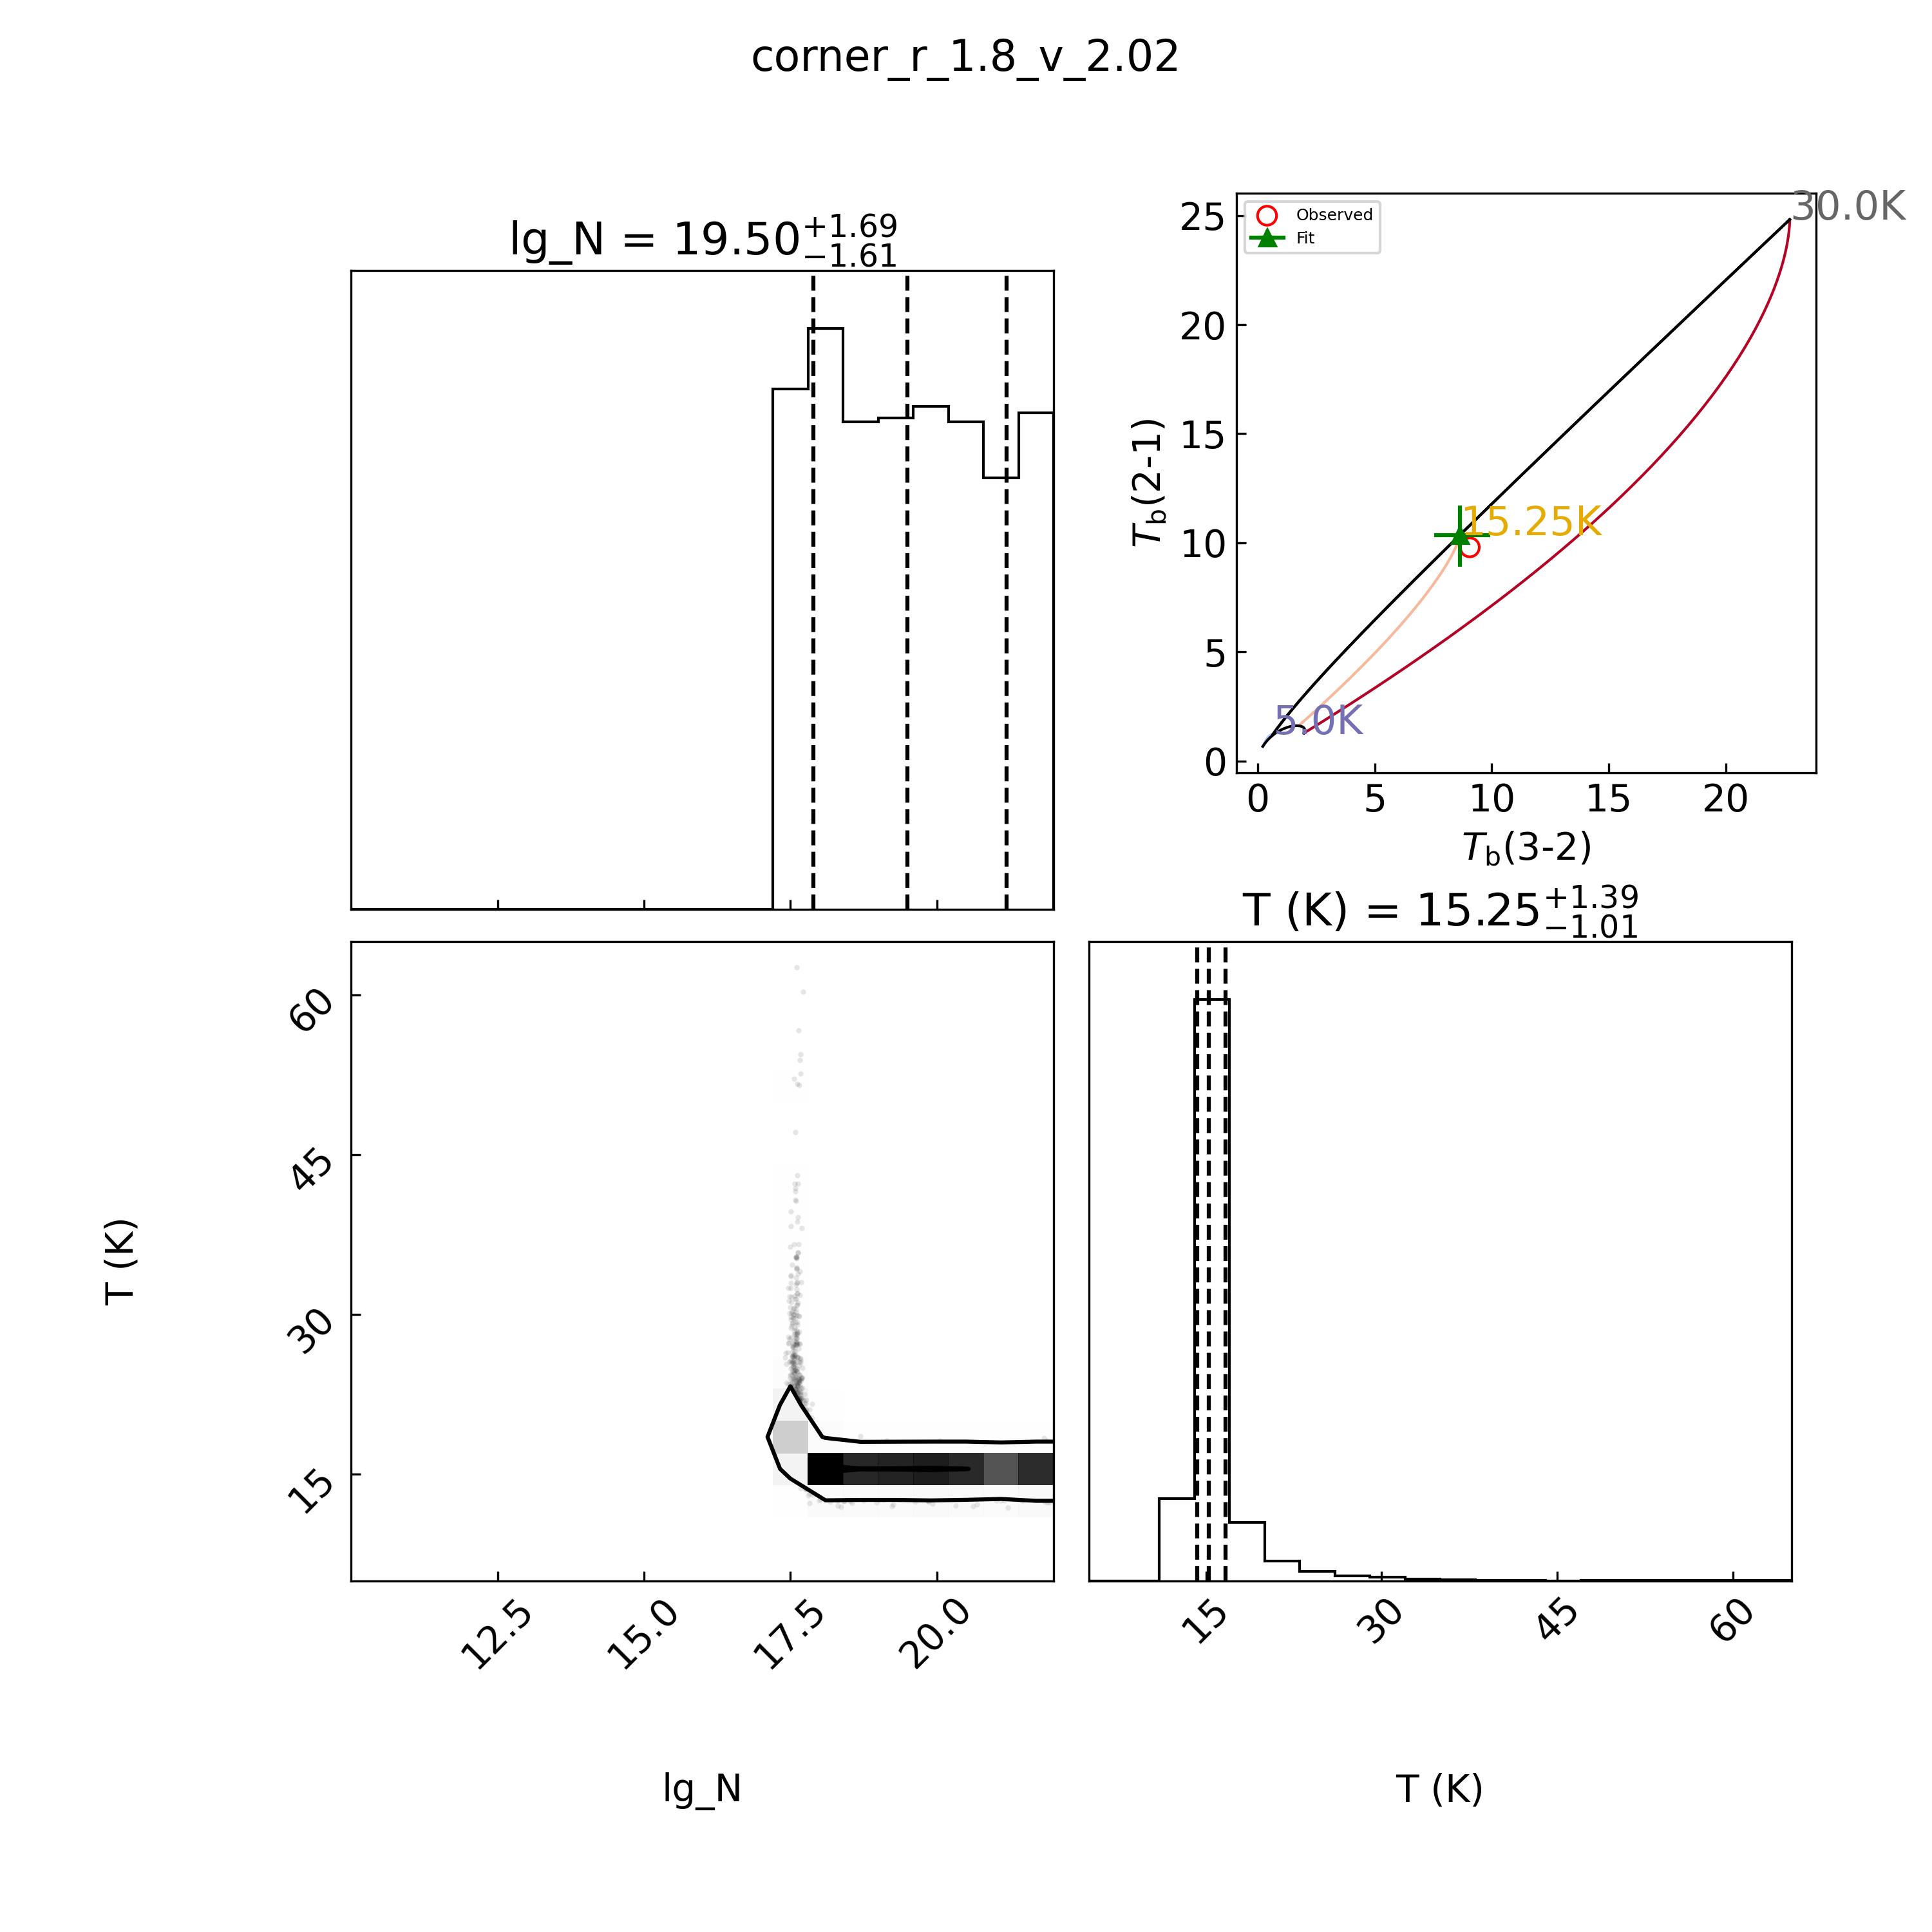 corner_r_1.8_v_2.02
lg_N = 19.50+1.69−1.61
30.0K
25
20
15
10
5
0
Observed
Fit
15.25K
5.0K
Tb(2-1)
0 5 10 15 20
Tb(3-2)
T (K) = 15.25+1.39−1.01
60
45
30
15
T (K)
12.5 15.0 17.5 20.0
15 30 45 60
lg_N
T (K)